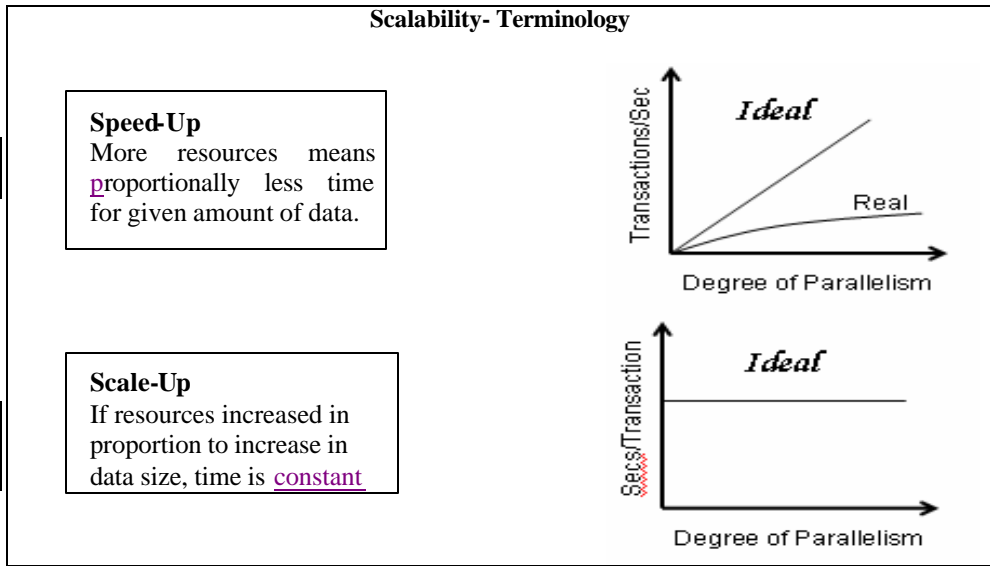 Scalability- Terminology
Speed-Up
More resources means
proportionally less time
for given amount of data.
Transactions/Sec
Ideal
Real
Degree of Parallelism
Scale-Up
If resources increased in
proportion to increase in
data size, time is constant
Secs/Transaction
Ideal
Degree of Parallelism